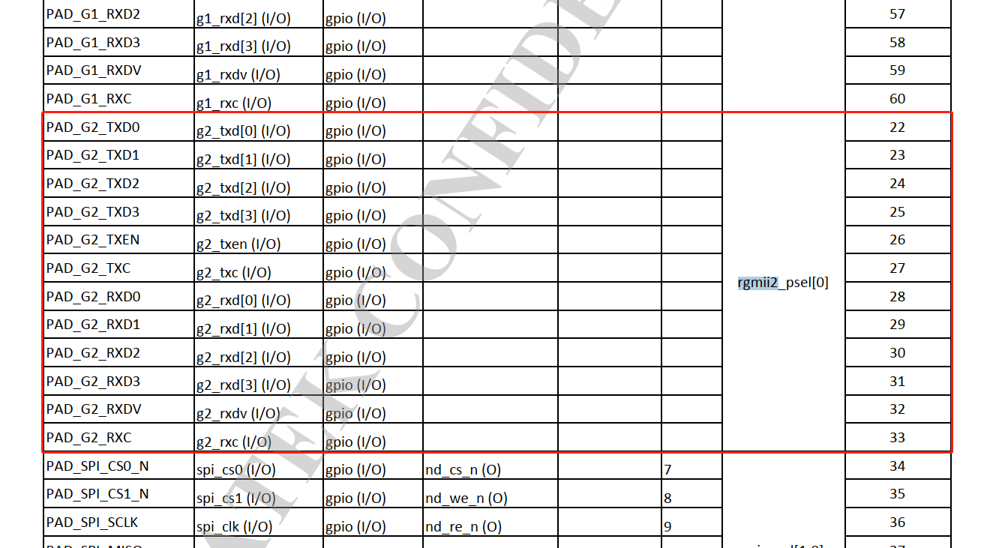 PAD_G1_RXD2 g1_rxd[2] (I/O) gpio (I/O) 57
PAD_G1_RXD3 g1_rxd[3] (I/O) gpio (I/O) 58
PAD_G1_RXDV g1_rxdv (I/O) gpio (I/O) 59
PAD_G1_RXC g1_rxc (I/O) gpio (I/O) 60
PAD_G2_TXD0 g2_txd[0] (I/O) gpio (I/O) 22
PAD_G2_TXD1 g2_txd[1] (I/O) gpio (I/O) 23
PAD_G2_TXD2 g2_txd[2] (I/O) gpio (I/O) 24
PAD_G2_TXD3 g2_txd[3] (I/O) gpio (I/O) 25
PAD_G2_TXEN g2_txen (I/O) gpio (I/O) 26
PAD_G2_TXC g2_txc (I/O) gpio (I/O) 27
rgmii2_psel[0]
PAD_G2_RXD0 g2_rxd[0] (I/O) gpio (I/O) 28
PAD_G2_RXD1 g2_rxd[1] (I/O) gpio (I/O) 29
PAD_G2_RXD2 g2_rxd[2] (I/O) gpio (I/O) 30
PAD_G2_RXD3 g2_rxd[3] (I/O) gpio (I/O) 31
PAD_G2_RXDV g2_rxdv (I/O) gpio (I/O) 32
PAD_G2_RXC g2_rxc (I/O) gpio (I/O) 33
PAD_SPI_CS0_N spi_cs0 (I/O) gpio (I/O) nd_cs_n (O) 7 34
PAD_SPI_CS1_N spi_cs1 (I/O) gpio (I/O) nd_we_n (O) 8 35
PAD_SPI_SCLK spi_clk (I/O) gpio (I/O) nd_re_n (O) 9 36
ATEK CONFIDE